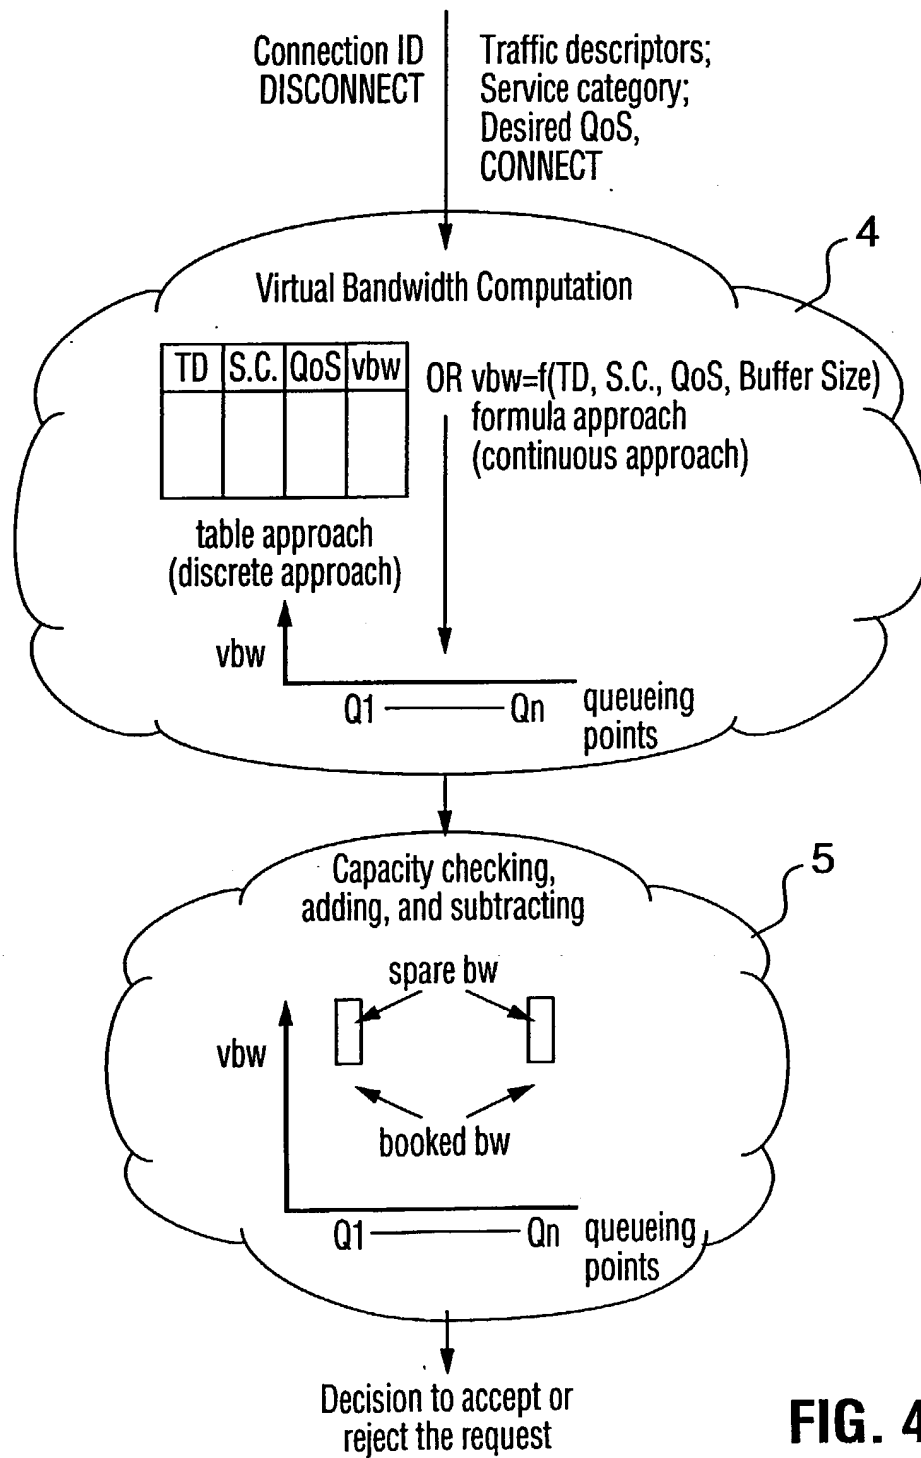 Connection ID
DISCONNECT
Traffic descriptors;
Service category;
Desired QoS,
CONNECT
4
Virtual Bandwidth Computation
TD S.C. QoS vbw
OR vbw=f(TD, S.C., QoS, Buffer Size)
formula approach
(continuous approach)
table approach
(discrete approach)
vbw
Q1 Qn
queueing
points
5
Capacity checking,
adding, and subtracting
spare bw
vbw
booked bw
Q1 Qn
queueing
points
Decision to accept or
reject the request
FIG. 4